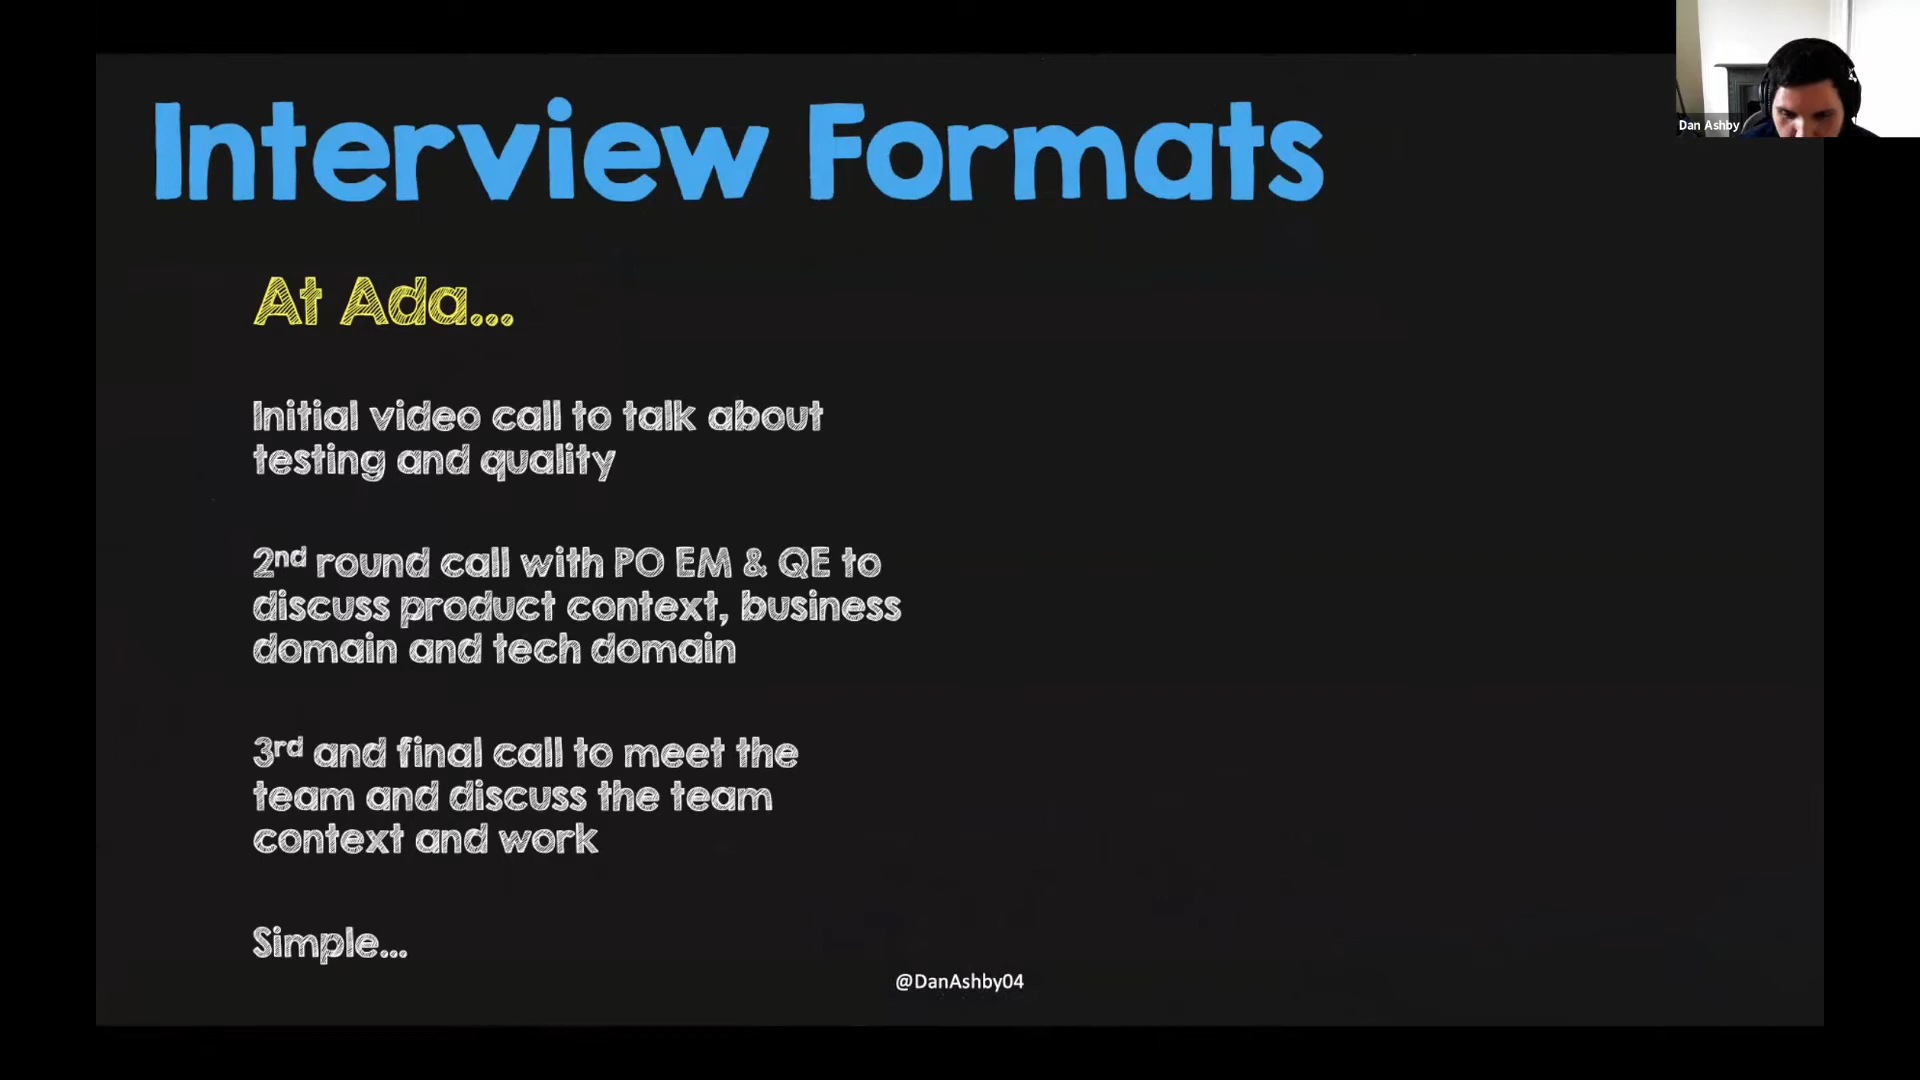 Interview Formats
Dan Ashby
At Ada...
Initial video call to talk about
testing and quality
2nd round call with PO EM & QE to
discuss product context, business
domain and tech domain
3rd and final call to meet the
team and discuss the team
context and work
Simple...
@DanAshby04